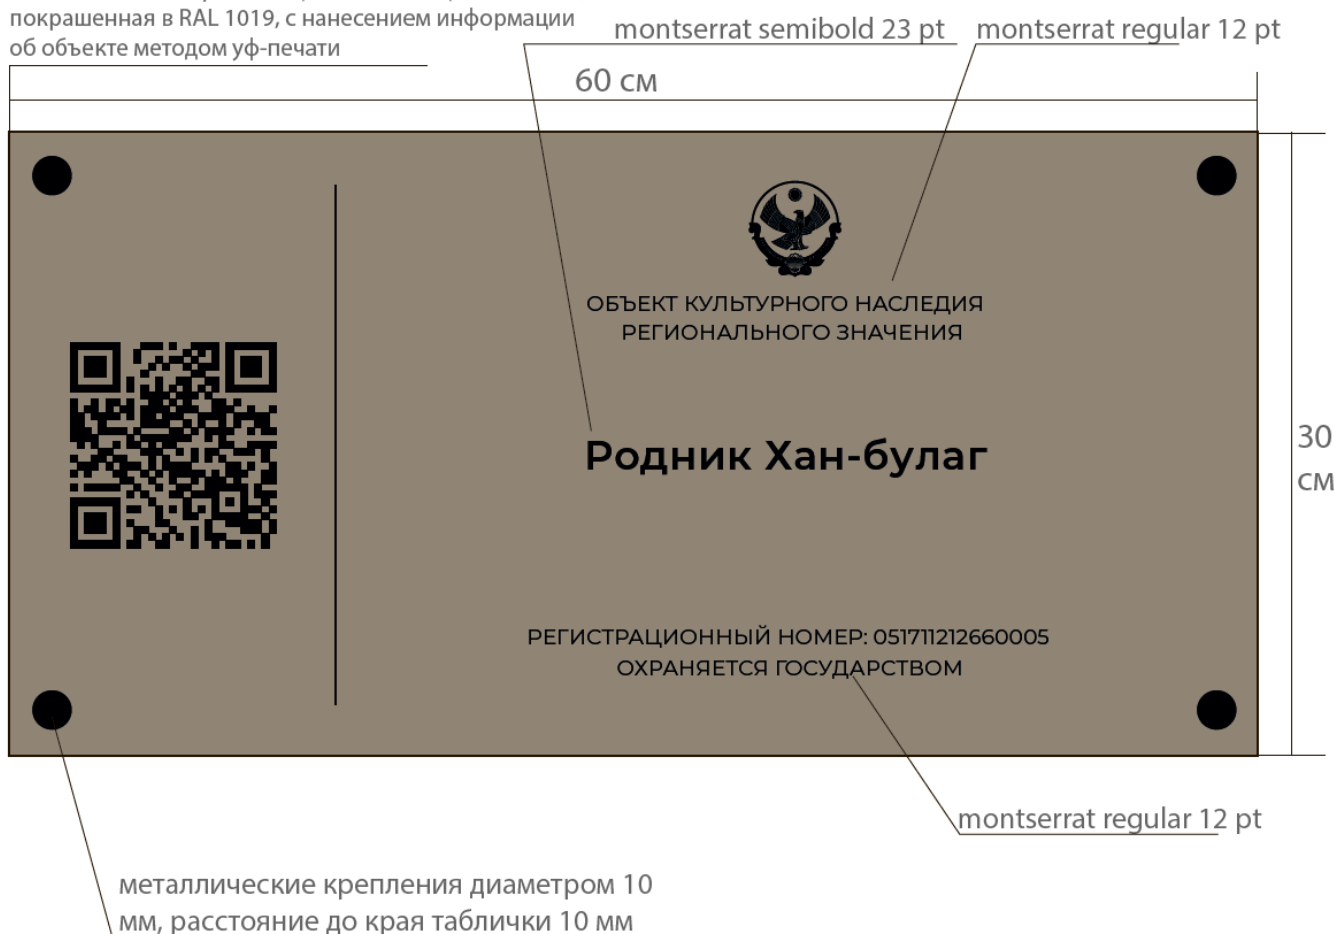 покрашенная в RAL 1019, с нанесением информации
об объекте методом уф-печати
montserrat semibold 23 pt
montserrat regular 12 pt
60 см
ОБЪЕКТ КУЛЬТУРНОГО НАСЛЕДИЯ
РЕГИОНАЛЬНОГО ЗНАЧЕНИЯ
Родник Хан-булаг
30
см
РЕГИСТРАЦИОННЫЙ НОМЕР: 051711212660005
ОХРАНЯЕТСЯ ГОСУДАРСТВОМ
montserrat regular 12 pt
металлические крепления диаметром 10
мм, расстояние до края таблички 10 мм